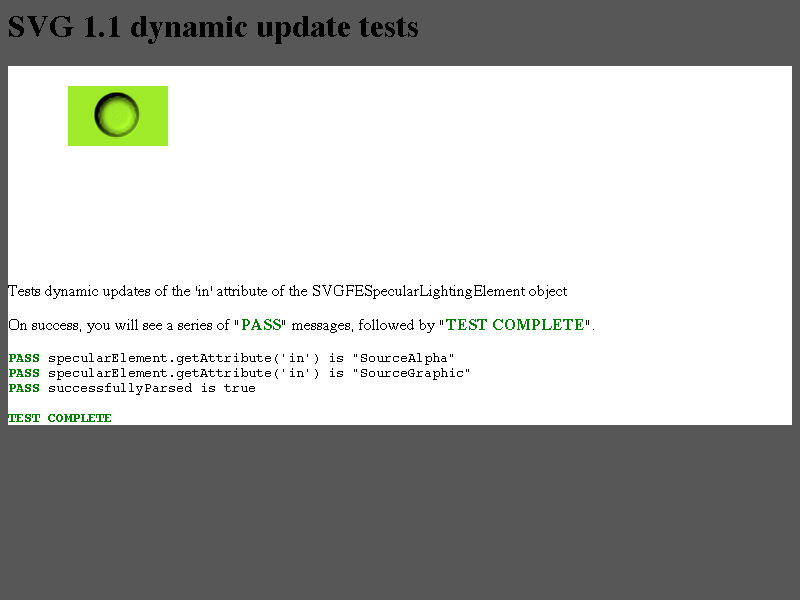 SVG 1.1 dynamic update tests
Tests dynamic updates of the 'in' attribute of the SVGFESpecularLightingElement object
On success, you will see a series of "PASS" messages, followed by "TEST COMPLETE".
PASS specularElement.getAttribute('in') is "SourceAlpha"
PASS specularElement.getAttribute('in') is "SourceGraphic"
PASS successfullyParsed is true
TEST COMPLETE